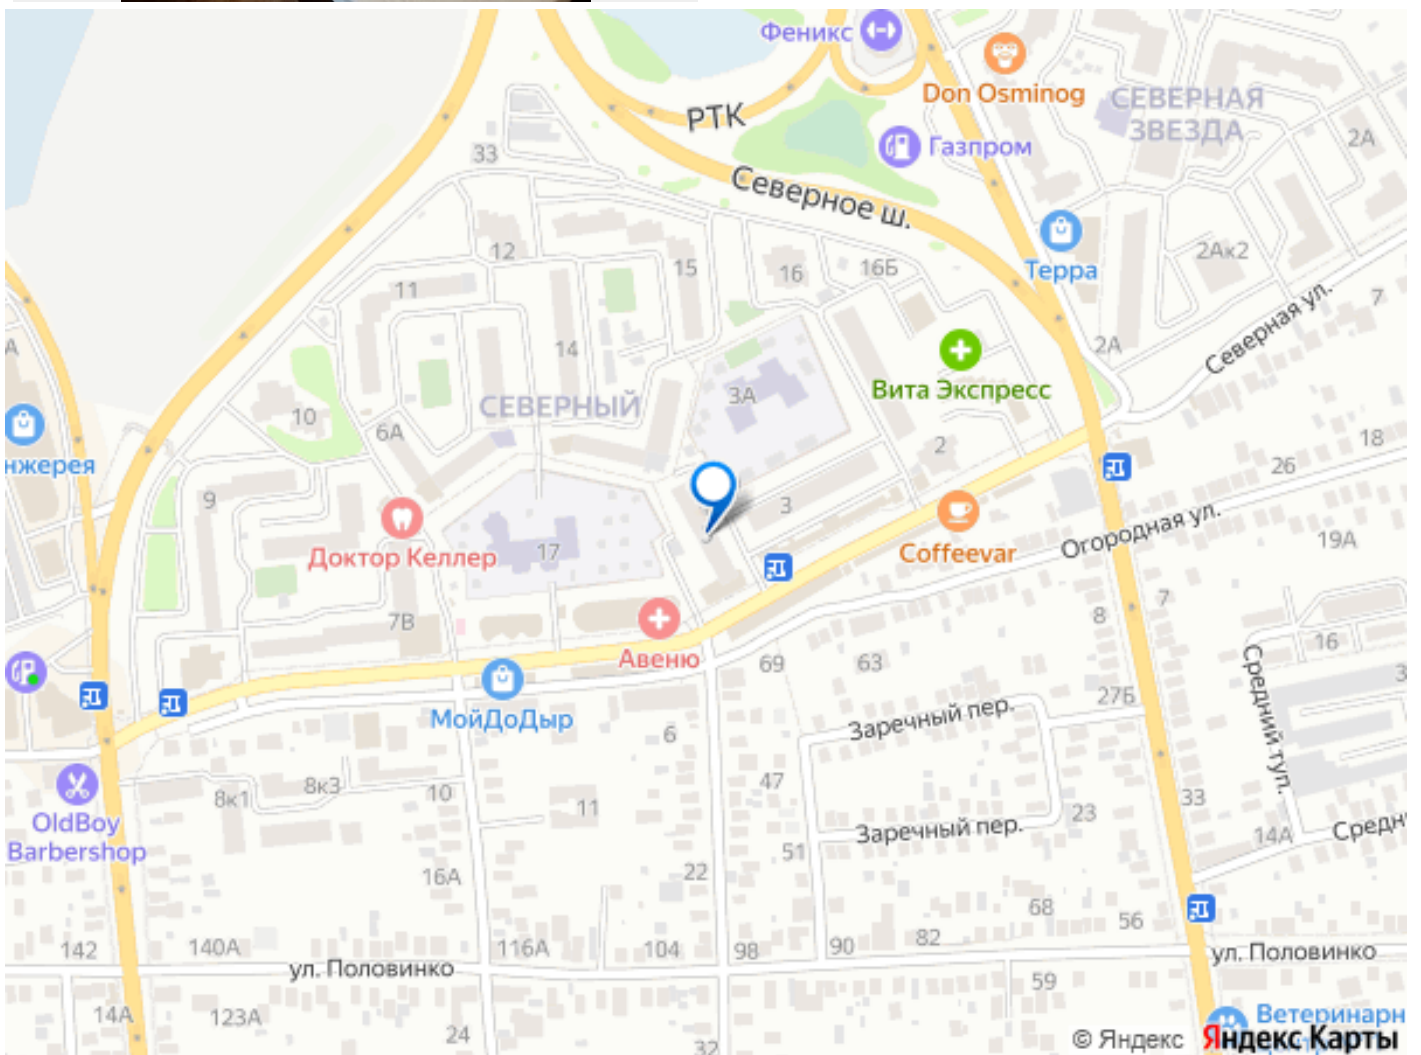 Феникс
Don Osminog
СЕВЕРНАЯ
ЗВЕЗДА
РТК
Газпром
2А
33
Северное ш.
12
15
16
16Б
Терра
2Ак2
7
11
Северная ул.
14
2А
А
Вита Экспресс
3А
СЕВЕРНЫЙ
10
6А
2
18
нжерея
26
9
3
Огородная ул.
Доктор Келлер
17
Coffeevar
19А
7
8
7В
16
Авеню
69
63
Средний туп.
3
27Б
МойДоДыр
Заречный пер.
6
47
8к1
8к3
10
11
33
23
OldBoy
Barbershop
Заречный пер.
14А
Средн
51
16А
22
68
56
142
140А
116А
104
98
90
82
ул. Половинко
ул. Половинко
59
14А
123А
24
32
Ветеринарн
© Яндекс Яндекс Карты